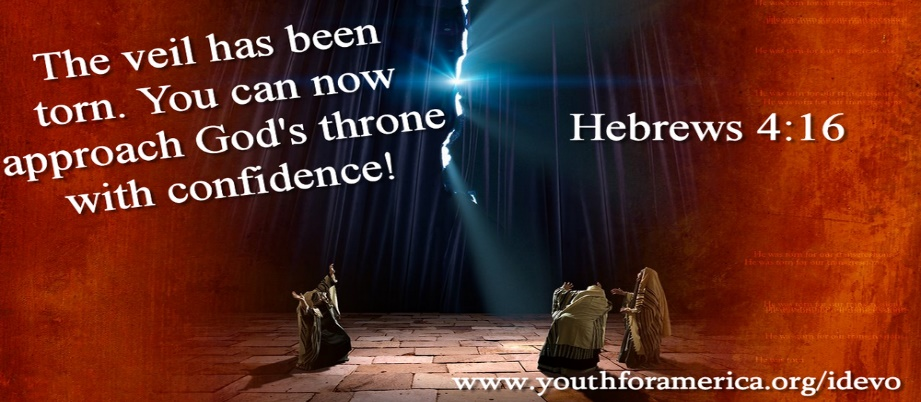 The veil has been
torn. You can now
approach God's throne
with confidence!
Hebrews 4:16
www.youthforamerica.org/idevo